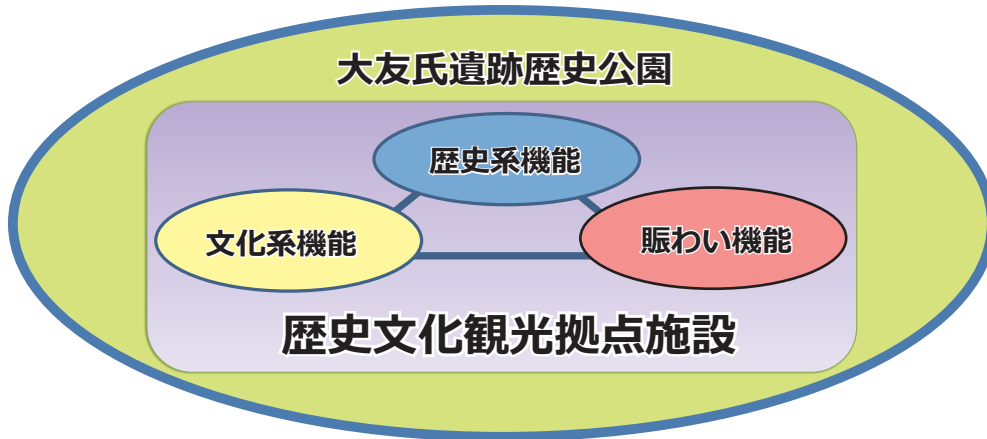 大友氏遺跡歴史公園
歴史系機能
文化系機能
賑わい機能
歴史文化観光拠点施設